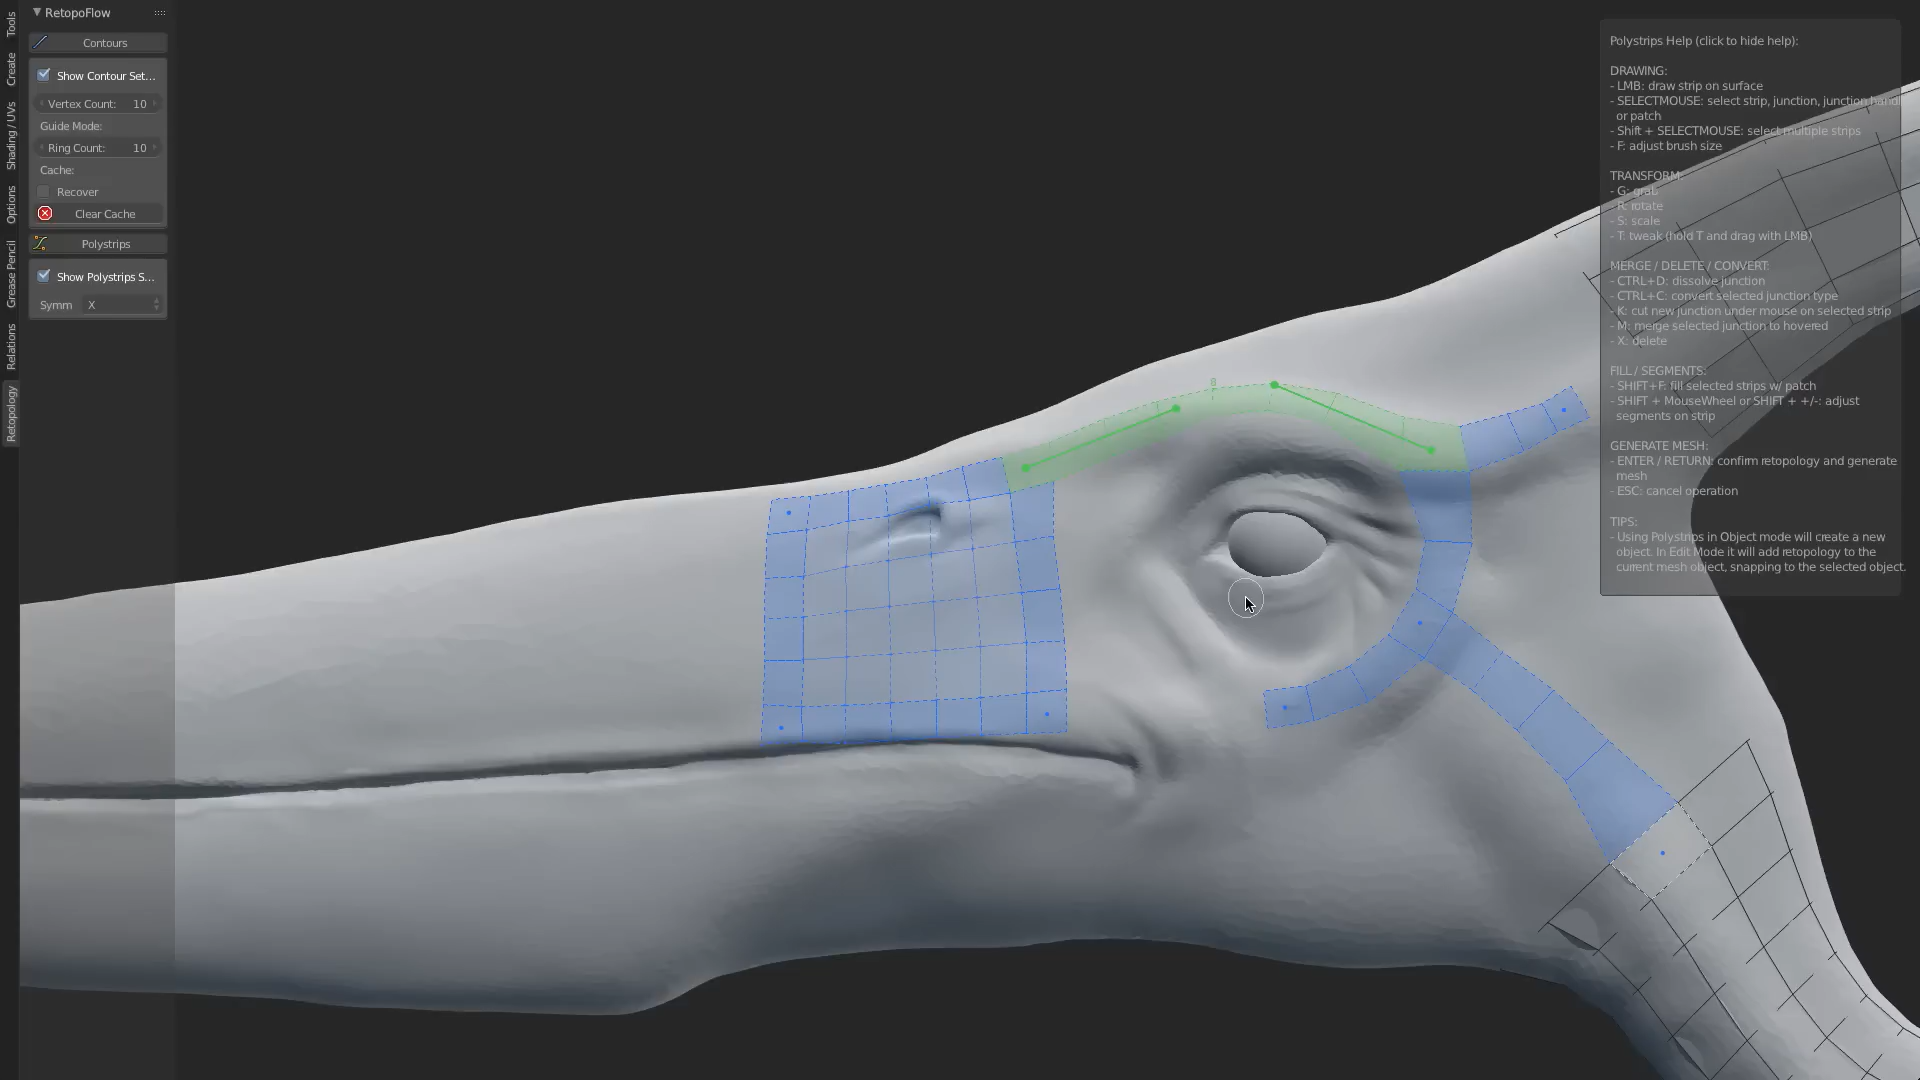 RetopoFlow
Tools
Create
Shading / UVs
Options
Grease Pencil
Relations
Retopology
Contours
Show Contour Set...
Vertex Count: 10
Guide Mode:
Ring Count: 10
Cache:
Recover
Clear Cache
Polystrips
Show Polystrips S...
Symm X
8
Polystrips Help (click to hide help):
DRAWING:
- LMB: draw strip on surface
- SELECTMOUSE: select strip, junction, junction handl
or patch
- Shift + SELECTMOUSE: select multiple strips
- F: adjust brush size
TRANSFORM:
- G: grab
- R: rotate
- S: scale
- T: tweak (hold T and drag with LMB)
MERGE / DELETE / CONVERT:
- CTRL+D: dissolve junction
- CTRL+C: convert selected junction type
- K: cut new junction under mouse on selected strip
- M: merge selected junction to hovered
- X: delete
FILL / SEGMENTS:
- SHIFT+F: fill selected strips w/ patch
- SHIFT + MouseWheel or SHIFT + +/-: adjust
segments on strip
GENERATE MESH:
- ENTER / RETURN: confirm retopology and generate
mesh
- ESC: cancel operation
TIPS:
- Using Polystrips in Object mode will create a new
object. In Edit Mode it will add retopology to the
current mesh object, snapping to the selected object.